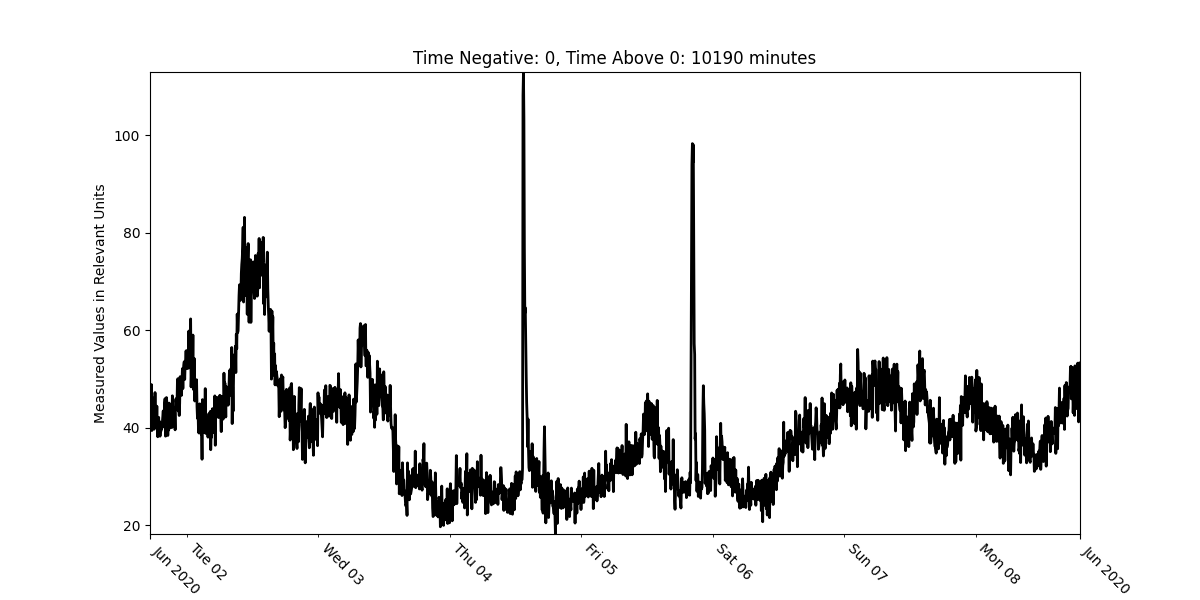 Time Negative: 0, Time Above 0: 10190 minutes
Measured Values in Relevant Units
100
80
60
40
20
Jun 2020
Tue 02
Wed 03
Thu 04
Fri 05
Sat 06
Sun 07
Mon 08
Jun 2020